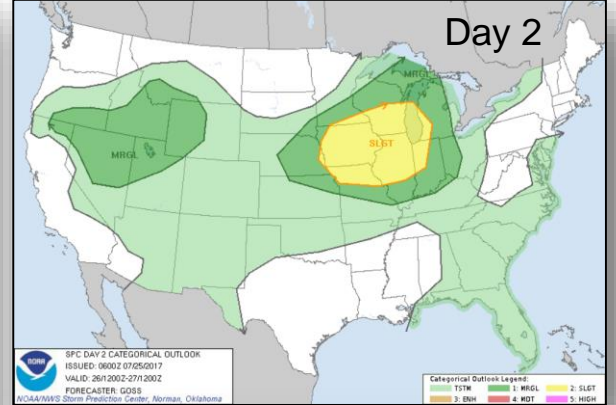 Day 2
MRGL
MRGL
SLGT
NOAA
SPC DAY 2 CATEGORICAL OUTLOOK
ISSUED: 0600Z 07/25/2017
VALID: 26/1200Z-27/1200Z
FORECASTER: GOSS
NOAA/NWS Storm Prediction Center, Norman, Oklahoma
Categorical Outlook Legend:
TSTM 1: MRGL 2: SLGT
3: ENH 4: MDT 5: HIGH